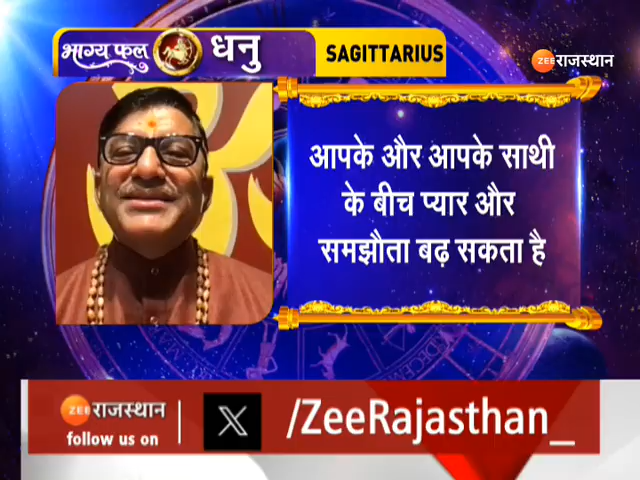 भाग्य फल धनु SAGITTARIUS
ZEE राजस्थान
आपके और आपके साथी
के बीच प्यार और
समझौता बढ़ सकता है
ZEE राजस्थान
follow us on
X /ZeeRajasthan_